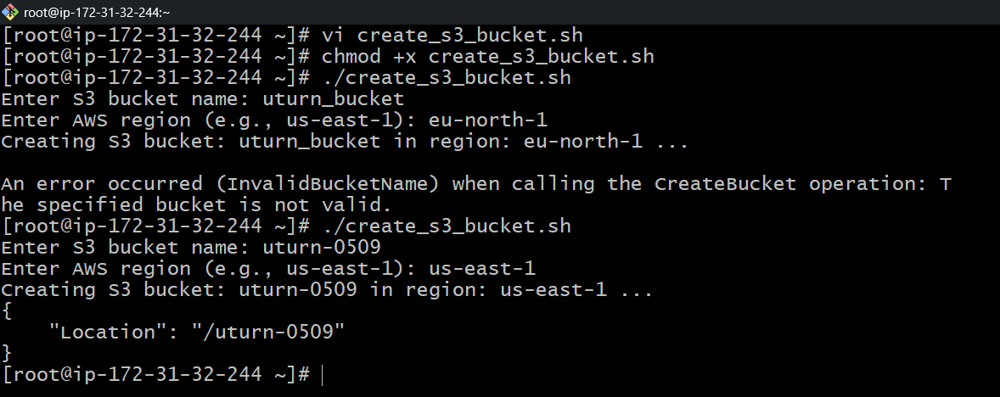 root@ip-172-31-32-244:~
[root@ip-172-31-32-244 ~]# vi create_s3_bucket.sh
[root@ip-172-31-32-244 ~]# chmod +x create_s3_bucket.sh
[root@ip-172-31-32-244 ~]# ./create_s3_bucket.sh
Enter S3 bucket name: uturn_bucket
Enter AWS region (e.g., us-east-1): eu-north-1
Creating S3 bucket: uturn_bucket in region: eu-north-1 ...
An error occurred (InvalidBucketName) when calling the CreateBucket operation: T
he specified bucket is not valid.
[root@ip-172-31-32-244 ~]# ./create_s3_bucket.sh
Enter S3 bucket name: uturn-0509
Enter AWS region (e.g., us-east-1): us-east-1
Creating S3 bucket: uturn-0509 in region: us-east-1 ...
{
    "Location": "/uturn-0509"
}
[root@ip-172-31-32-244 ~]#